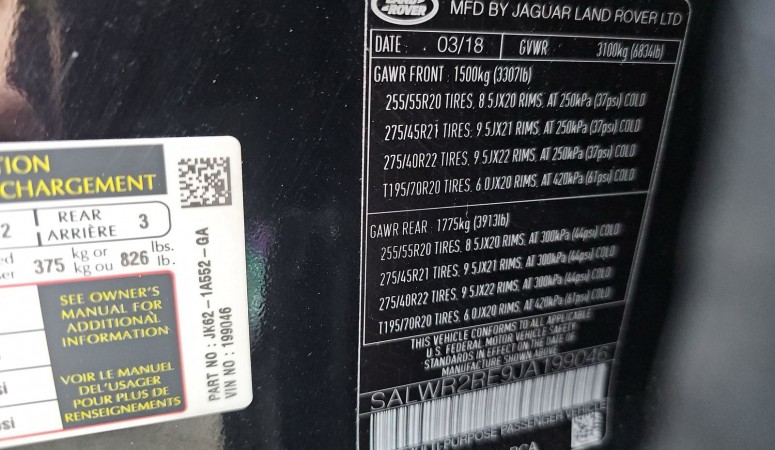 TION
CHARGEMENT
2 REAR ARRIÈRE 3
375 kg or kg ou 826 lbs. lb.
SEE OWNER'S
MANUAL FOR
ADDITIONAL
INFORMATION
VOIR LE MANUEL
DEL'USAGER
POUR PLUS DE
RENSEIGNEMENTS
PART NO : JK62-1A552-GA
VIN NO : 199046
ROVER
MFD BY JAGUAR LAND ROVER LTD
DATE : 03/18 GVWR 3100kg (6834lb)
GAWR FRONT : 1500kg (3307lb)
255/55R20 TIRES, 8.5JX20 RIMS, AT 250kPa (37psi) COLD
275/45R21 TIRES, 9.5JX21 RIMS, AT 250kPa (37psi) COLD
275/40R22 TIRES, 9.5JX22 RIMS, AT 250kPa (37psi) COLD
T195/70R20 TIRES, 6.0JX20 RIMS, AT 420kPa (61psi) COLD
GAWR REAR : 1775kg (3913lb)
255/55R20 TIRES, 8.5JX20 RIMS, AT 300kPa (44psi) COLD
275/45R21 TIRES, 9.5JX21 RIMS, AT 300kPa (44psi) COLD
275/40R22 TIRES, 9.5JX22 RIMS, AT 300kPa (44psi) COLD
T195/70R20 TIRES, 6.0JX20 RIMS, AT 420kPa (61psi) COLD
THIS VEHICLE CONFORMS TO ALL APPLICABLE
U.S. FEDERAL MOTOR VEHICLE SAFETY
STANDARDS IN EFFECT ON THE DATE OF
MANUFACTURE SHOWN ABOVE
SALWR2RE9JA199046
MULTI-PURPOSE PASSENGER VEHICLE